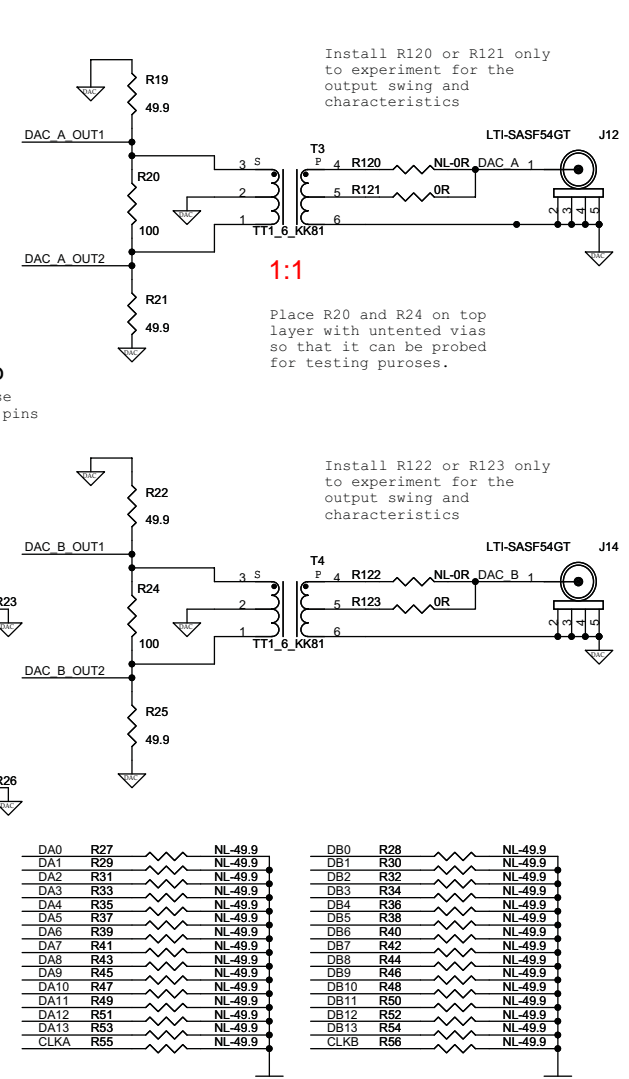 Install R120 or R121 only
to experiment for the
output swing and
characteristics
DAC
R19
49.9
DAC_A_OUT1
LTI-SASF54GT J12
T3
3 S P 4 R120 NL-0R DAC_A 1
R20
2 5 R121 0R
DAC
1 6
2 3 4 5
100
TT1_6_KK81
DAC_A_OUT2
DAC
1:1
R21
49.9
Place R20 and R24 on top
layer with untented vias
so that it can be probed
for testing puroses.
DAC
pins
Install R122 or R123 only
to experiment for the
output swing and
characteristics
DAC
R22
49.9
DAC_B_OUT1
LTI-SASF54GT J14
T4
3 S P 4 R122 NL-0R DAC_B 1
R24
2 5 R123 0R
DAC
DAC
1 6
2 3 4 5
100
TT1_6_KK81
DAC
DAC_B_OUT2
R25
49.9
DAC
DAC
DA0 R27 NL-49.9
DA1 R29 NL-49.9
DA2 R31 NL-49.9
DA3 R33 NL-49.9
DA4 R35 NL-49.9
DA5 R37 NL-49.9
DA6 R39 NL-49.9
DA7 R41 NL-49.9
DA8 R43 NL-49.9
DA9 R45 NL-49.9
DA10 R47 NL-49.9
DA11 R49 NL-49.9
DA12 R51 NL-49.9
DA13 R53 NL-49.9
CLKA R55 NL-49.9
DB0 R28 NL-49.9
DB1 R30 NL-49.9
DB2 R32 NL-49.9
DB3 R34 NL-49.9
DB4 R36 NL-49.9
DB5 R38 NL-49.9
DB6 R40 NL-49.9
DB7 R42 NL-49.9
DB8 R44 NL-49.9
DB9 R46 NL-49.9
DB10 R48 NL-49.9
DB11 R50 NL-49.9
DB12 R52 NL-49.9
DB13 R54 NL-49.9
CLKB R56 NL-49.9